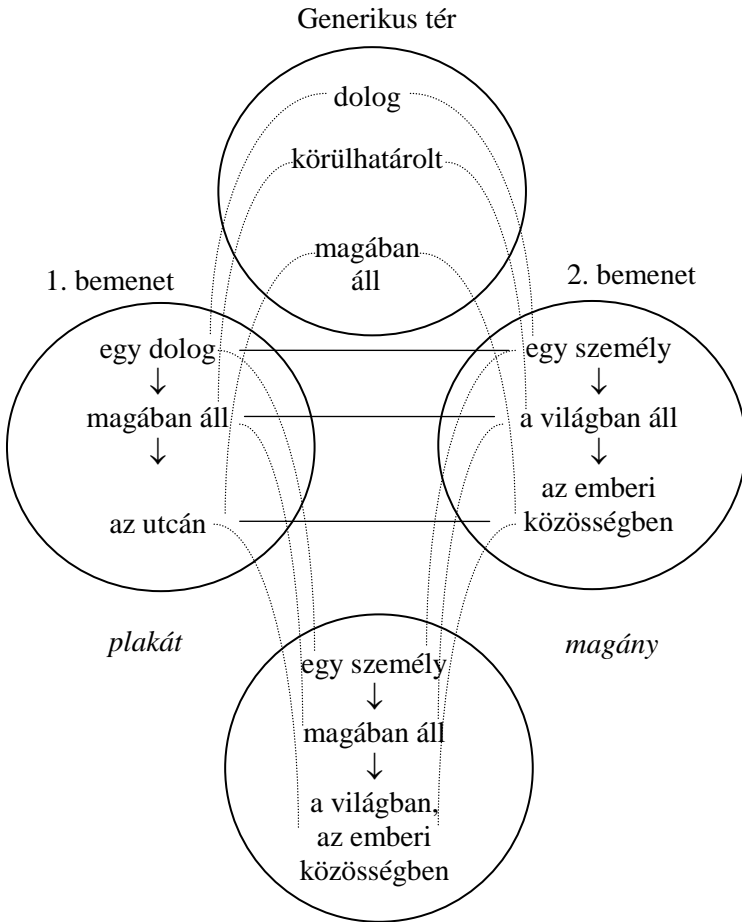 Generikus tér
dolog
körülhatárolt
magában
áll
1. bemenet
2. bemenet
egy dolog
↓
magában áll
↓
az utcán
egy személy
↓
a világban áll
↓
az emberi
közösségben
plakát
magány
egy személy
↓
magában áll
↓
a világban,
az emberi
közösségben